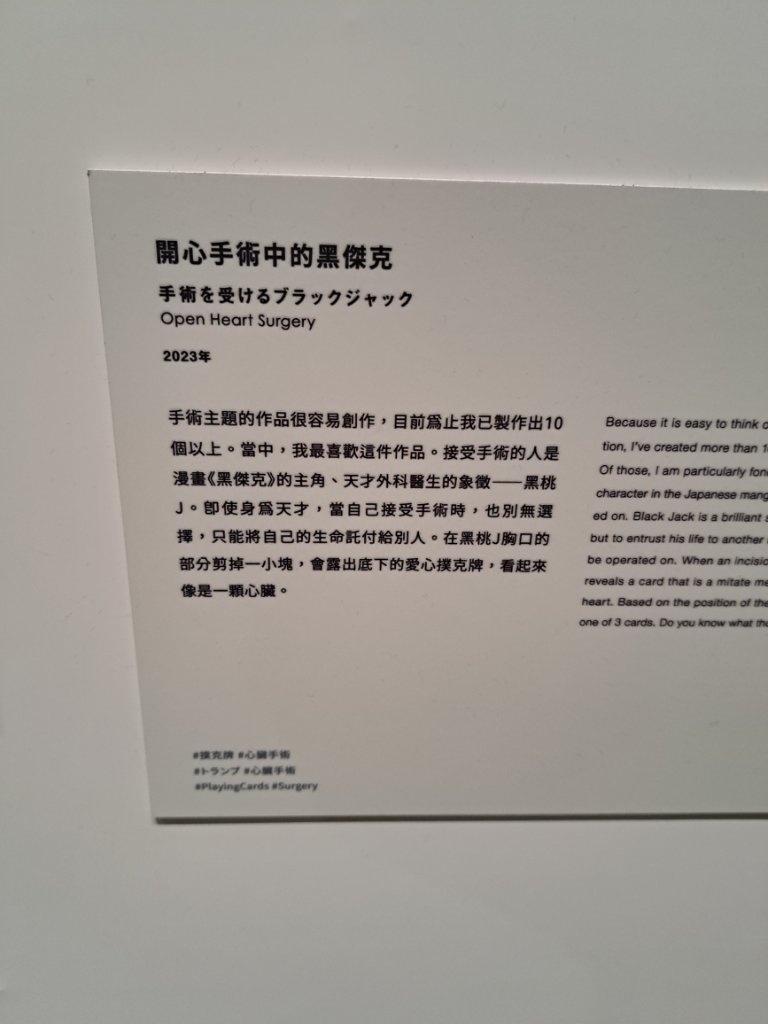 開心手術中的黑傑克
手術を受けるブラックジャック
Open Heart Surgery
2023年
手術主題的作品很容易創作，目前爲止我已製作出10
個以上。當中，我最喜歡這件作品。接受手術的人是
漫畫《黑傑克》的主角、天才外科醫生的象徵——黑桃
J。卽使身爲天才，當自己接受手術時，也別無選
擇，只能將自己的生命託付給別人。在黑桃J胸口的
部分剪掉一小塊，會露出底下的愛心撲克牌，看起來
像是一顆心臟。
Because it is easy to think
tion, I've created more than
Of those, I am particularly
character in the Japanese
ed on. Black Jack is a brilliant
but to entrust his life to another
be operated on. When an
reveals a card that is a mitate
heart. Based on the position of
one of 3 cards. Do you know what
#撲克牌 #心臟手術
#トランプ #心臓手術
#PlayingCards #Surgery